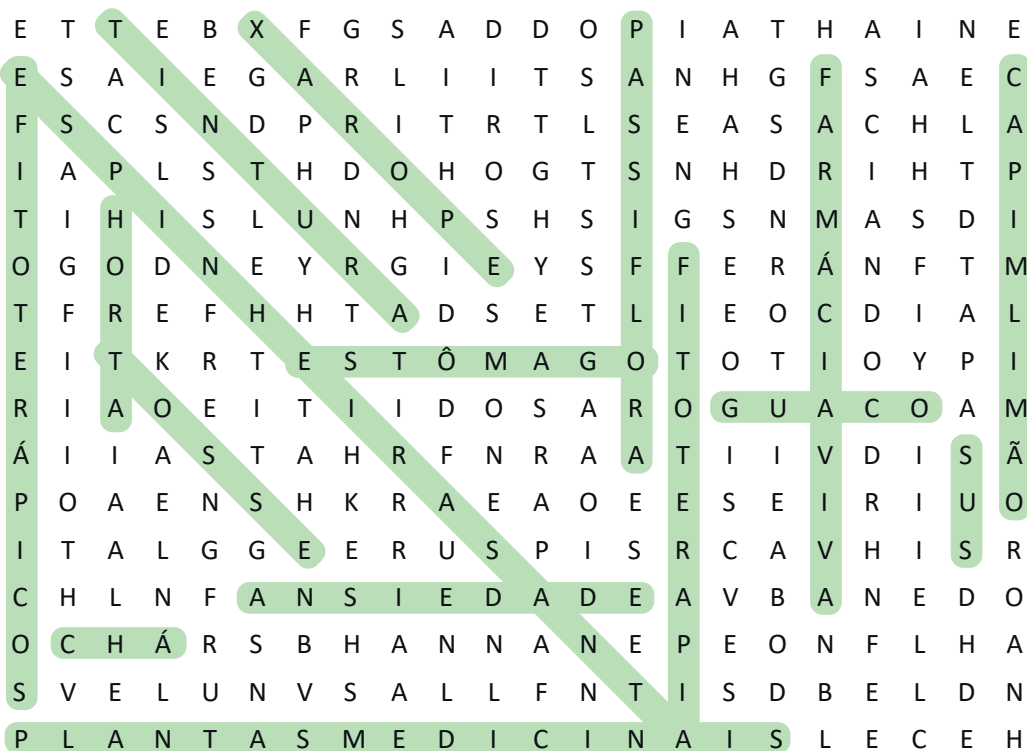 E T T E B X F G S A D D O P I A T H A I N E
E S A I E G A R L I I T S A N H G F S A E C
F S C S N D P R I T R T L S E A S A C H L A
I A P L S T H D O H O G T S N H D R I H T P
T I H I S L U N H P S H S I G S N M A S D I
O G O D N E Y R G I E Y S F F E R Á N F T M
T F R E F H H T A D S E T L I E O C D I A L
E I T K R T E S T Ô M A G O T O T I O Y P I
R I A O E I T I I D O S A R O G U A C O A M
Á I I A S T A H R F N R A A T I I V D I S Ã
P O A E N S H K R A E A O E E S E I R I U O
I T A L G G E E R U S P I S R C A V H I S R
C H L N F A N S I E D A D E A V B A N E D O
O C H Á R S B H A N N A N E P E O N F L H A
S V E L U N V S A L L F N T I S D B E L D N
P L A N T A S M E D I C I N A I S L E C E H